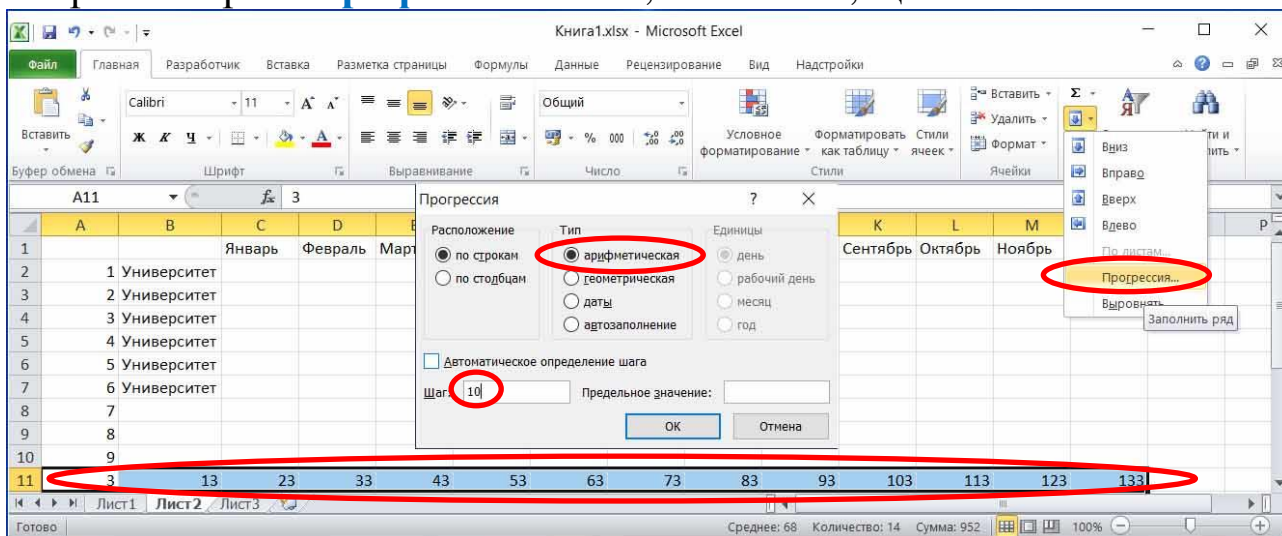 Книга1.xlsx - Microsoft Excel
Файл Главная Разработчик Вставка Разметка страницы Формулы Данные Рецензирование Вид Надстройки
Вставить
Calibri 11
Ж К Ч
Общий
% 000
Условное форматирование
Форматировать как таблицу
Стили ячеек
Вставить
Удалить
Формат
Σ
Буфер обмена Шрифт Выравнивание Число Стили Ячейки
Вниз
Вправо
Вверх
Влево
По листам...
Прогрессия...
Выровнять
Заполнить ряд
A11 fx 3
Прогрессия ? X
Расположение Тип Единицы
по строкам арифметическая день
по столбцам геометрическая рабочий день
даты месяц
автозаполнение год
Автоматическое определение шага
Шаг: 10 Предельное значение:
ОК Отмена
A B C D K L M P
1 Январь Февраль Март Сентябрь Октябрь Ноябрь
2 1 Университет
3 2 Университет
4 3 Университет
5 4 Университет
6 5 Университет
7 6 Университет
8 7
9 8
10 9
11 3 13 23 33 43 53 63 73 83 93 103 113 123 133
Лист1 Лист2 Лист3
Готово Среднее: 68 Количество: 14 Сумма: 952 100%